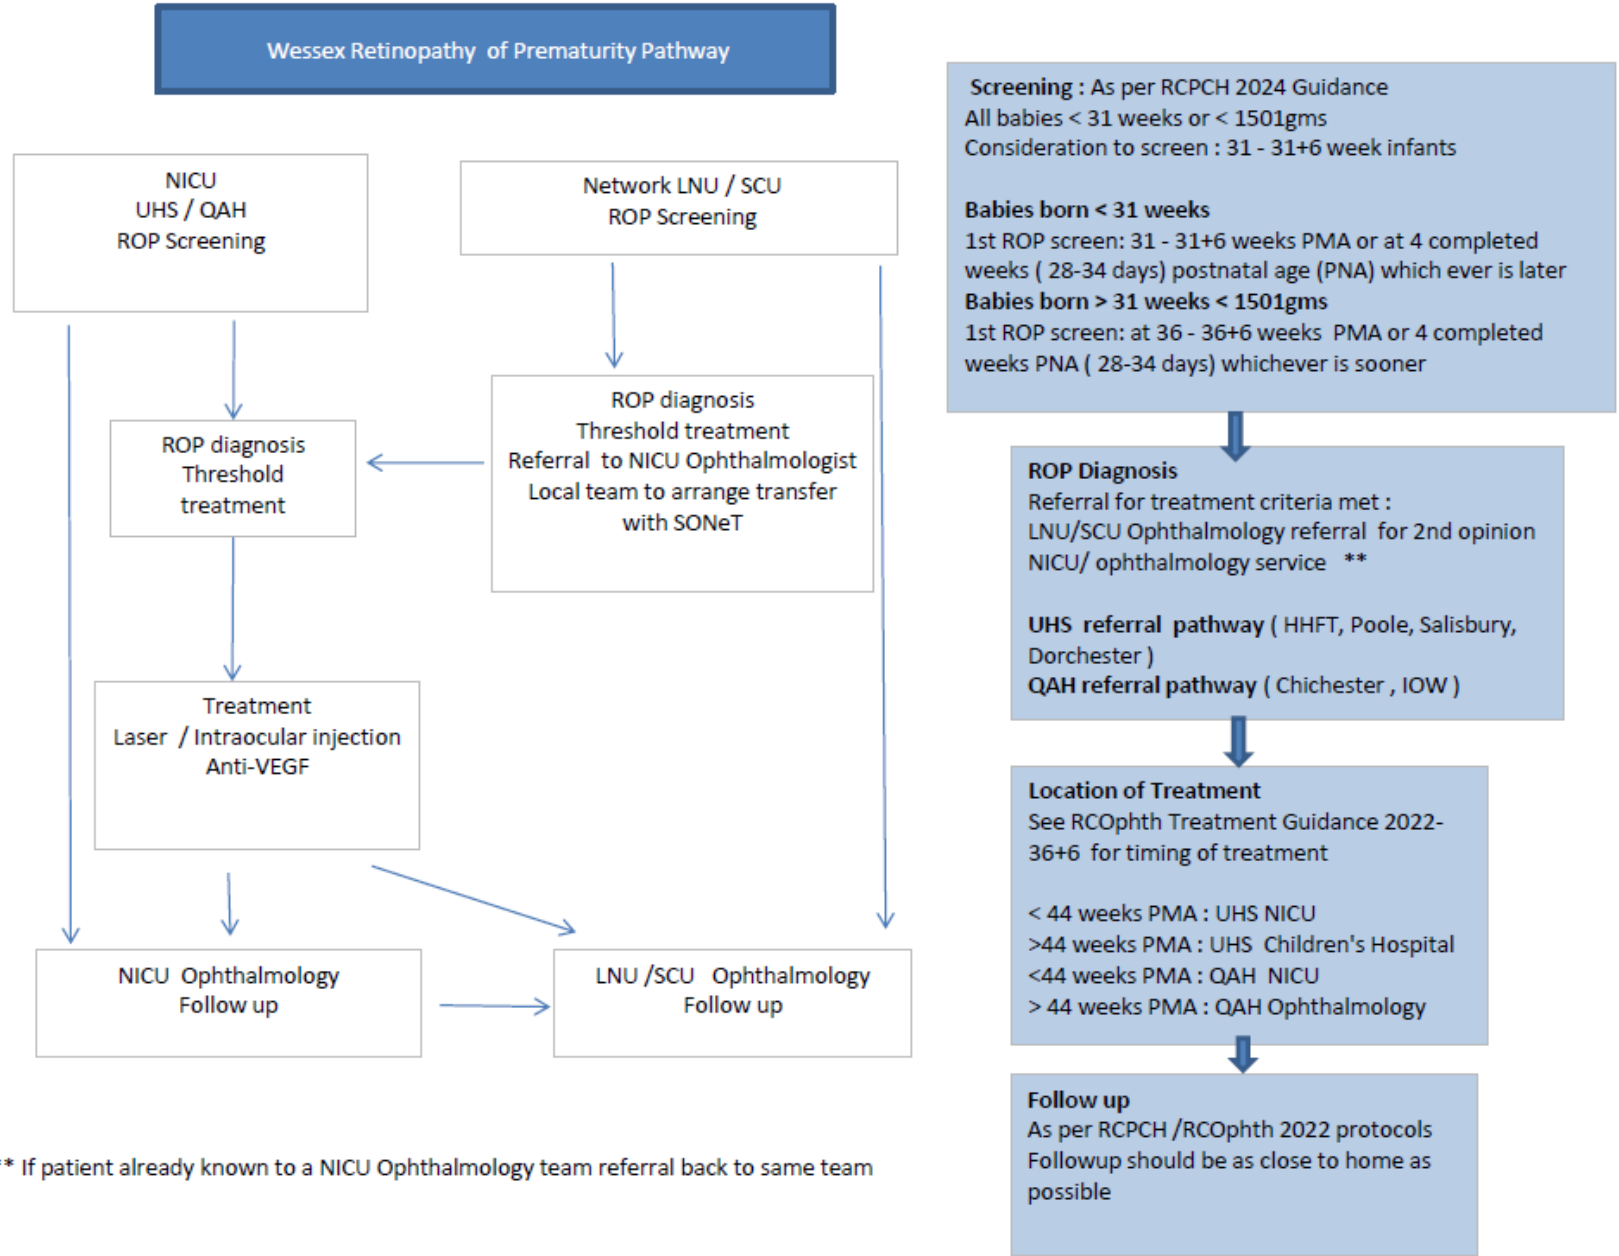 Wessex Retinopathy of Prematurity Pathway
NICU
UHS / QAH
ROP Screening
Network LNU / SCU
ROP Screening
ROP diagnosis
Threshold
treatment
ROP diagnosis
Threshold treatment
Referral to NICU Ophthalmologist
Local team to arrange transfer
with SONeT
Treatment
Laser / Intraocular injection
Anti-VEGF
NICU Ophthalmology
Follow up
LNU /SCU Ophthalmology
Follow up
** If patient already known to a NICU Ophthalmology team referral back to same team
Screening : As per RCPCH 2024 Guidance
All babies < 31 weeks or < 1501gms
Consideration to screen : 31 - 31+6 week infants
Babies born < 31 weeks
1st ROP screen: 31 - 31+6 weeks PMA or at 4 completed
weeks ( 28-34 days) postnatal age (PNA) which ever is later
Babies born > 31 weeks < 1501gms
1st ROP screen: at 36 - 36+6 weeks PMA or 4 completed
weeks PNA ( 28-34 days) whichever is sooner
ROP Diagnosis
Referral for treatment criteria met :
LNU/SCU Ophthalmology referral for 2nd opinion
NICU/ ophthalmology service **
UHS referral pathway ( HHFT, Poole, Salisbury,
Dorchester )
QAH referral pathway ( Chichester , IOW )
Location of Treatment
See RCOphth Treatment Guidance 2022-
36+6 for timing of treatment
< 44 weeks PMA : UHS NICU
>44 weeks PMA : UHS Children's Hospital
<44 weeks PMA : QAH NICU
> 44 weeks PMA : QAH Ophthalmology
Follow up
As per RCPCH /RCOphth 2022 protocols
Followup should be as close to home as
possible